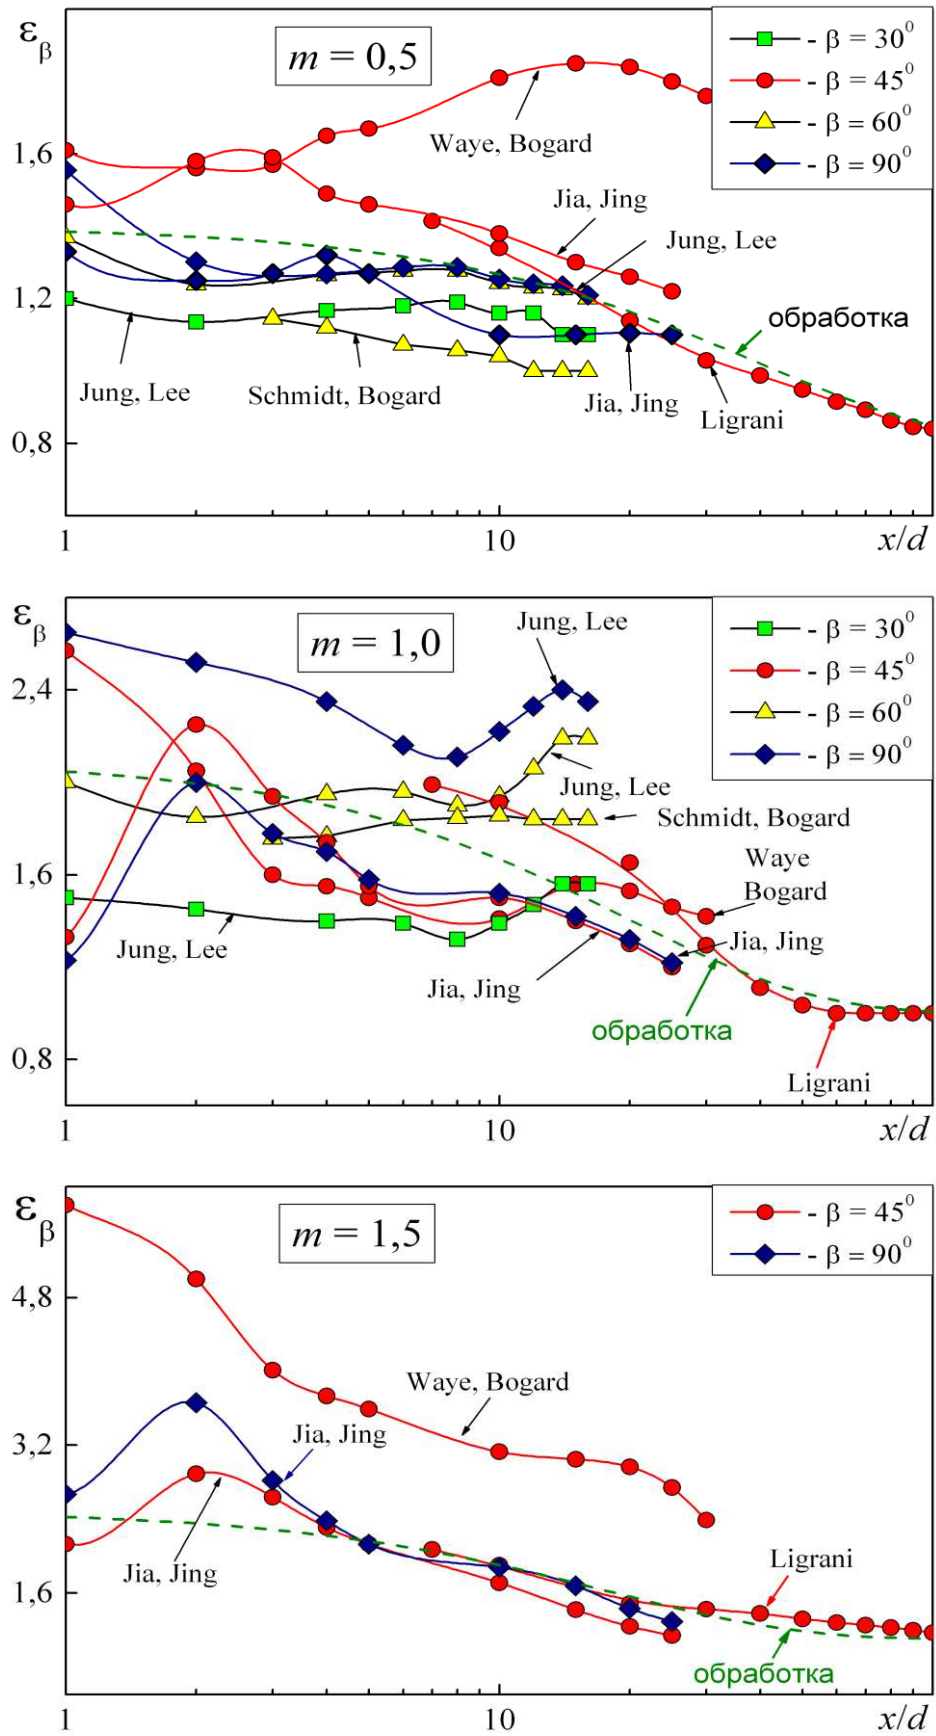 ε_β
m = 0,5
- β = 30⁰
- β = 45⁰
- β = 60⁰
- β = 90⁰
Waye, Bogard
1,6
Jia, Jing
Jung, Lee
1,2
обработка
Jung, Lee
Schmidt, Bogard
Jia, Jing
Ligrani
0,8
1
10
x/d
ε_β
m = 1,0
Jung, Lee
- β = 30⁰
- β = 45⁰
- β = 60⁰
- β = 90⁰
2,4
Jung, Lee
Schmidt, Bogard
1,6
Waye
Bogard
Jung, Lee
Jia, Jing
Jia, Jing
обработка
0,8
Ligrani
1
10
x/d
ε_β
m = 1,5
- β = 45⁰
- β = 90⁰
4,8
Waye, Bogard
3,2
Jia, Jing
Jia, Jing
Ligrani
1,6
обработка
1
10
x/d